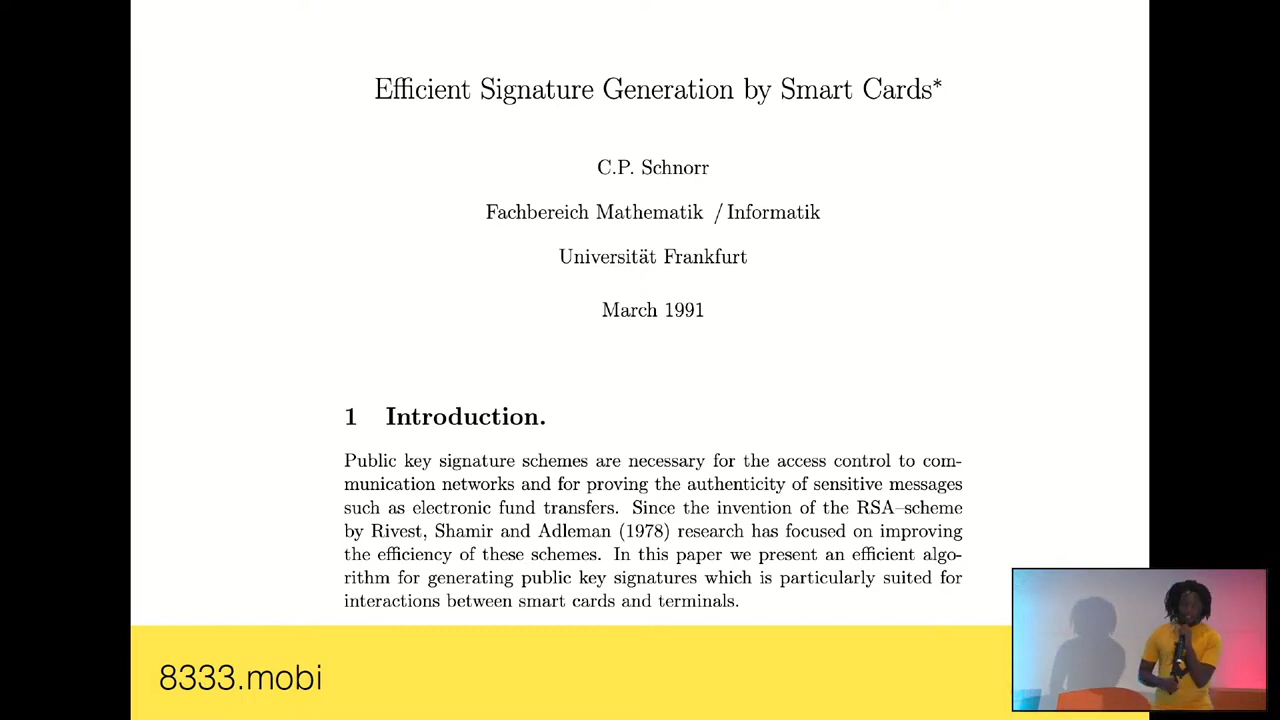 Efficient Signature Generation by Smart Cards*
C.P. Schnorr
Fachbereich Mathematik / Informatik
Universität Frankfurt
March 1991
1 Introduction.
Public key signature schemes are necessary for the access control to com-
munication networks and for proving the authenticity of sensitive messages
such as electronic fund transfers. Since the invention of the RSA–scheme
by Rivest, Shamir and Adleman (1978) research has focused on improving
the efficiency of these schemes. In this paper we present an efficient algo-
rithm for generating public key signatures which is particularly suited for
interactions between smart cards and terminals.
8333.mobi